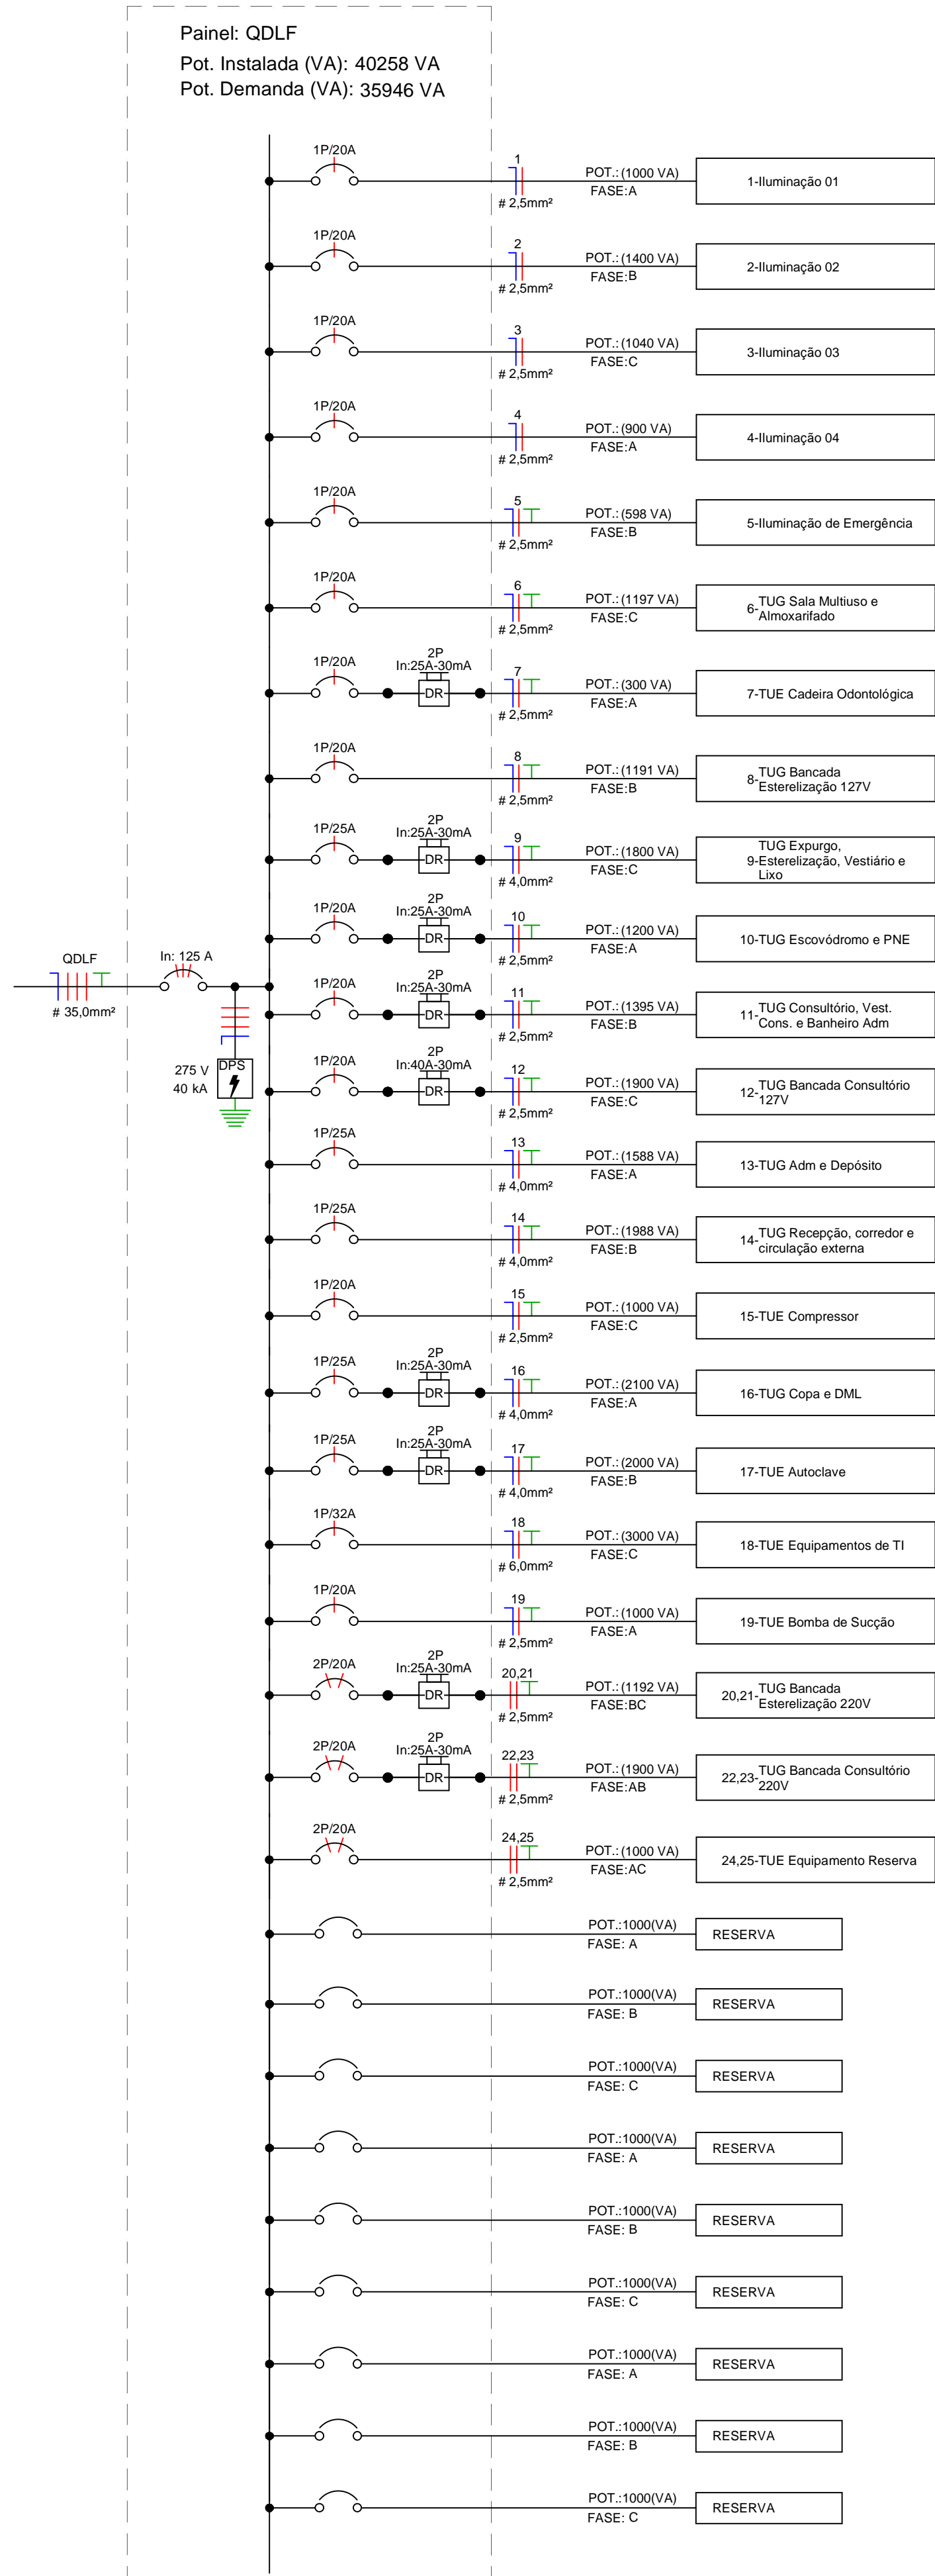 Painel: QDLF
Pot. Instalada (VA): 40258 VA
Pot. Demanda (VA): 35946 VA
1P/20A
1
# 2,5mm²
POT.: (1000 VA)
FASE:A
1-Iluminação 01
1P/20A
2
# 2,5mm²
POT.: (1400 VA)
FASE:B
2-Iluminação 02
1P/20A
3
# 2,5mm²
POT.: (1040 VA)
FASE:C
3-Iluminação 03
1P/20A
4
# 2,5mm²
POT.: (900 VA)
FASE:A
4-Iluminação 04
1P/20A
5
# 2,5mm²
POT.: (598 VA)
FASE:B
5-Iluminação de Emergência
1P/20A
6
# 2,5mm²
POT.: (1197 VA)
FASE:C
6-TUG Sala Multiuso e
Almoxarifado
1P/20A
2P
In:25A-30mA
DR
7
# 2,5mm²
POT.: (300 VA)
FASE:A
7-TUE Cadeira Odontológica
1P/20A
8
# 2,5mm²
POT.: (1191 VA)
FASE:B
8-TUG Bancada
Esterelização 127V
1P/25A
2P
In:25A-30mA
DR
9
# 4,0mm²
POT.: (1800 VA)
FASE:C
TUG Expurgo,
9-Esterelização, Vestiário e
Lixo
1P/20A
2P
In:25A-30mA
DR
10
# 2,5mm²
POT.: (1200 VA)
FASE:A
10-TUG Escovódromo e PNE
QDLF
# 35,0mm²
In: 125 A
275 V
40 kA
DPS
1P/20A
2P
In:25A-30mA
DR
11
# 2,5mm²
POT.: (1395 VA)
FASE:B
11-TUG Consultório, Vest.
Cons. e Banheiro Adm
1P/20A
2P
In:40A-30mA
DR
12
# 2,5mm²
POT.: (1900 VA)
FASE:C
12-TUG Bancada Consultório
127V
1P/25A
13
# 4,0mm²
POT.: (1588 VA)
FASE:A
13-TUG Adm e Depósito
1P/25A
14
# 4,0mm²
POT.: (1988 VA)
FASE:B
14-TUG Recepção, corredor e
circulação externa
1P/20A
15
# 2,5mm²
POT.: (1000 VA)
FASE:C
15-TUE Compressor
1P/25A
2P
In:25A-30mA
DR
16
# 4,0mm²
POT.: (2100 VA)
FASE:A
16-TUG Copa e DML
1P/25A
2P
In:25A-30mA
DR
17
# 4,0mm²
POT.: (2000 VA)
FASE:B
17-TUE Autoclave
1P/32A
18
# 6,0mm²
POT.: (3000 VA)
FASE:C
18-TUE Equipamentos de TI
1P/20A
19
# 2,5mm²
POT.: (1000 VA)
FASE:A
19-TUE Bomba de Sucção
2P/20A
2P
In:25A-30mA
DR
20,21
# 2,5mm²
POT.: (1192 VA)
FASE:BC
20,21-TUG Bancada
Esterelização 220V
2P/20A
2P
In:25A-30mA
DR
22,23
# 2,5mm²
POT.: (1900 VA)
FASE:AB
22,23-TUG Bancada Consultório
220V
2P/20A
24,25
# 2,5mm²
POT.: (1000 VA)
FASE:AC
24,25-TUE Equipamento Reserva
POT.:1000(VA)
FASE: A
RESERVA
POT.:1000(VA)
FASE: B
RESERVA
POT.:1000(VA)
FASE: C
RESERVA
POT.:1000(VA)
FASE: A
RESERVA
POT.:1000(VA)
FASE: B
RESERVA
POT.:1000(VA)
FASE: C
RESERVA
POT.:1000(VA)
FASE: A
RESERVA
POT.:1000(VA)
FASE: B
RESERVA
POT.:1000(VA)
FASE: C
RESERVA